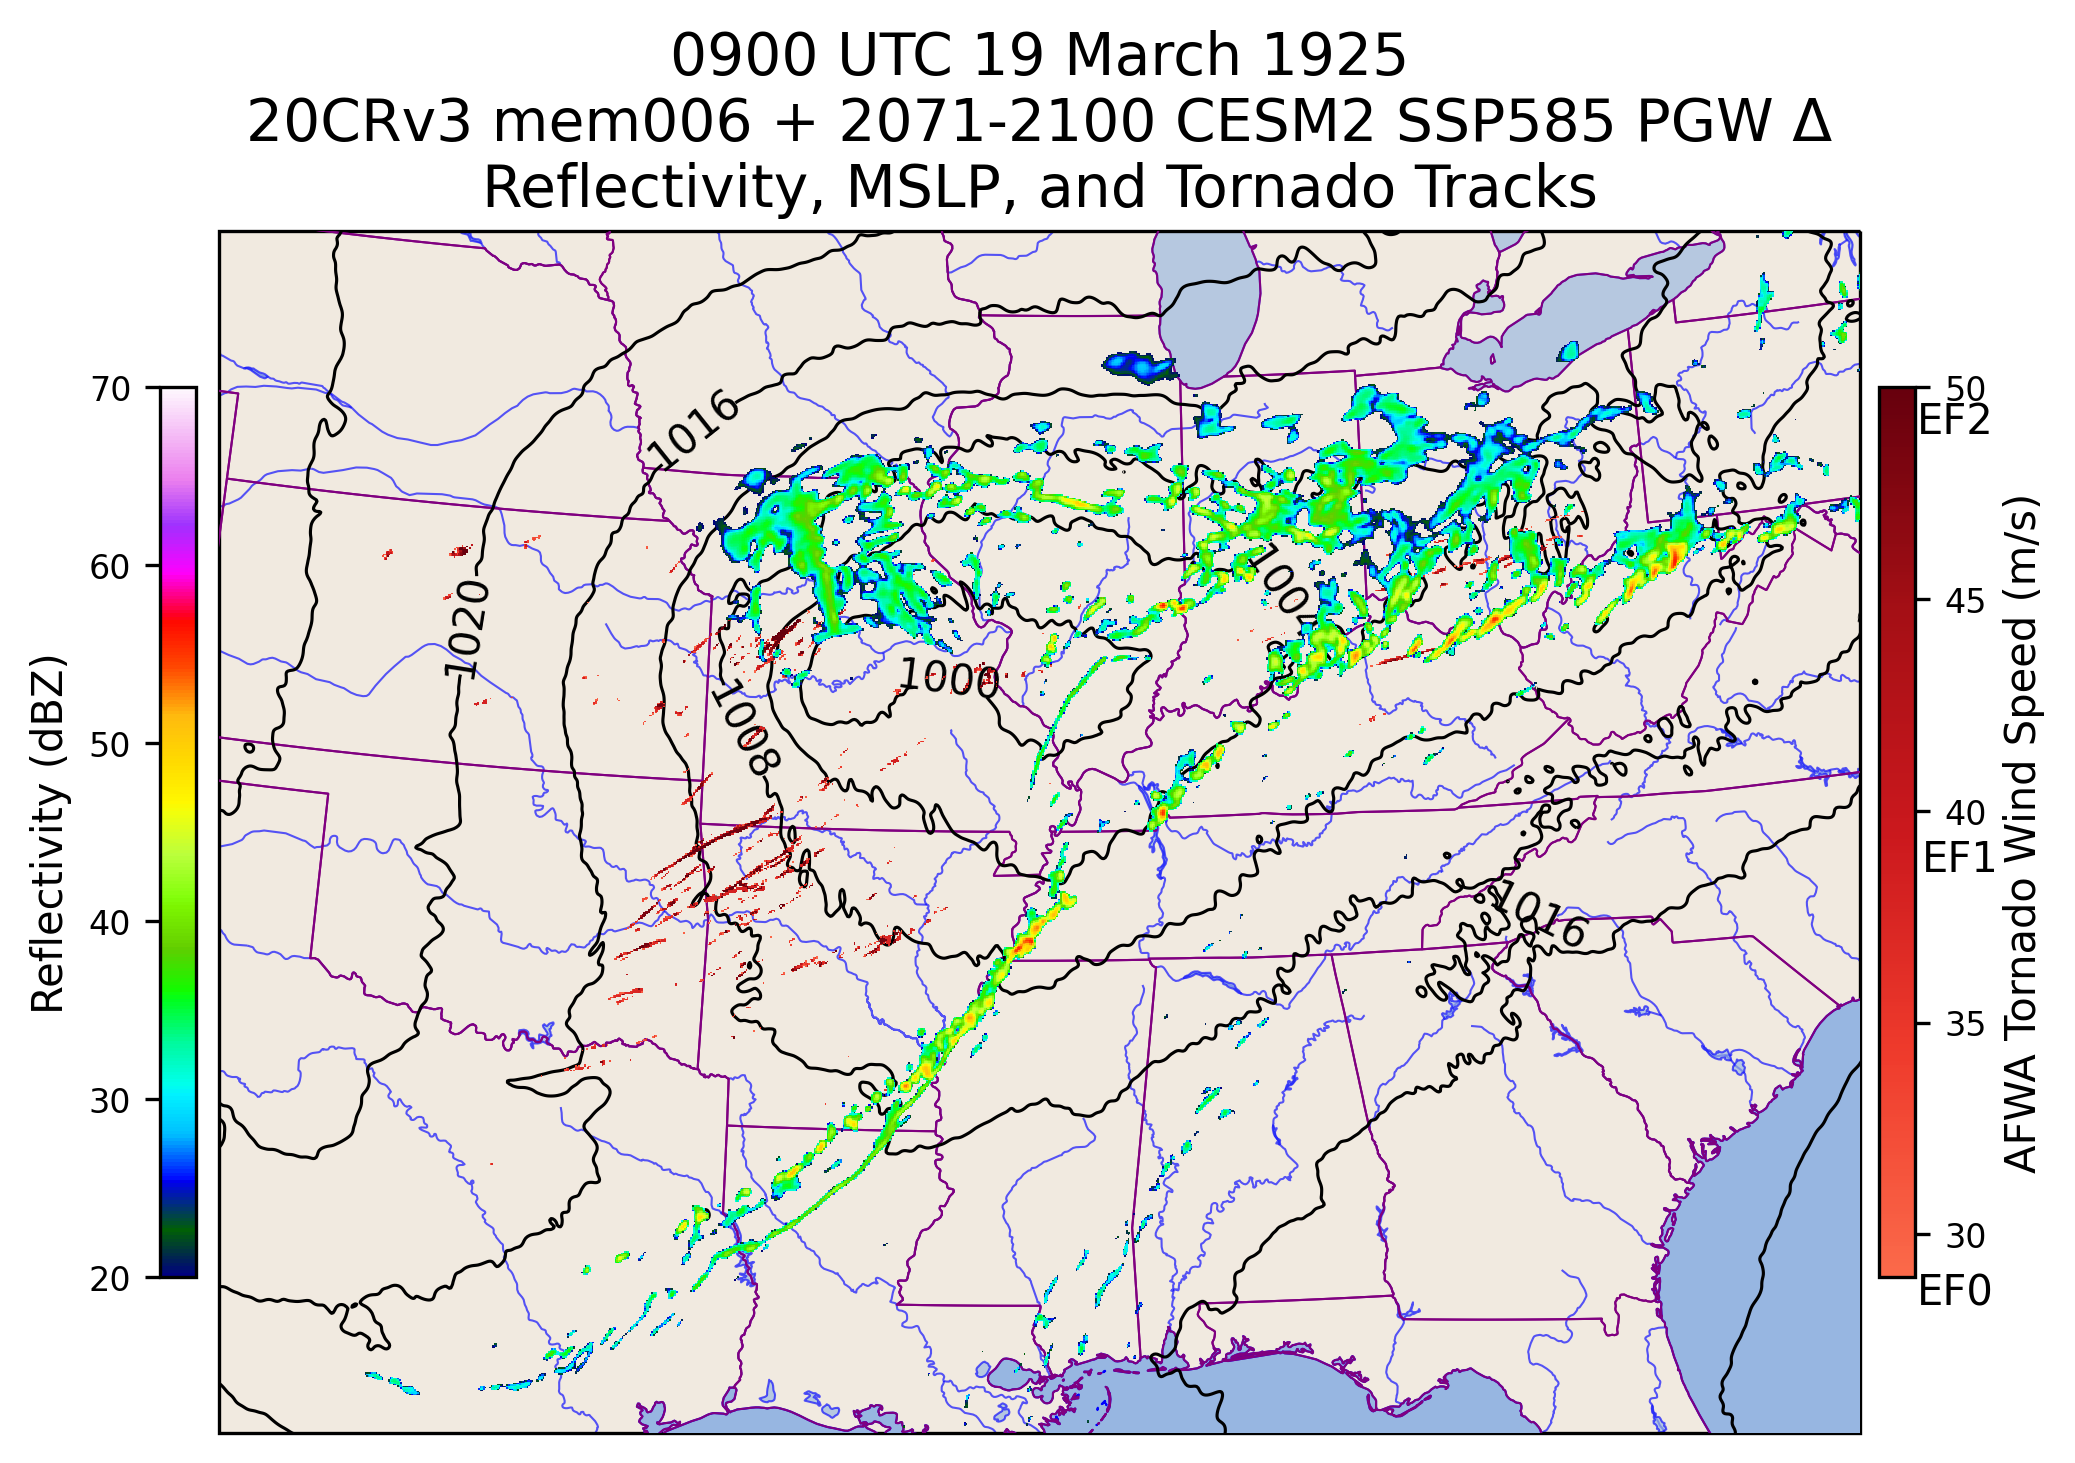 0900 UTC 19 March 1925
20CRv3 mem006 + 2071-2100 CESM2 SSP585 PGW Δ
Reflectivity, MSLP, and Tornado Tracks
70
60
50
40
30
20
Reflectivity (dBZ)
1016
1020
1008
1000
1000
1016
50
EF2
45
40
EF1
35
30
EF0
AFWA Tornado Wind Speed (m/s)